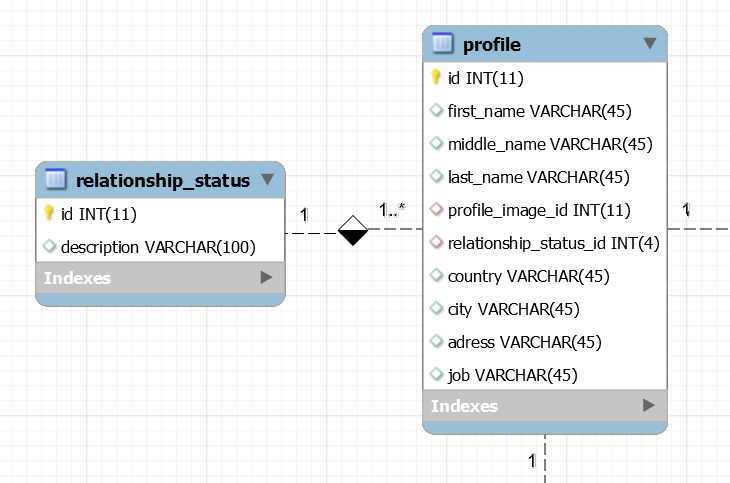 relationship_status
id INT(11)
description VARCHAR(100)
Indexes
1
1..*
profile
id INT(11)
first_name VARCHAR(45)
middle_name VARCHAR(45)
last_name VARCHAR(45)
profile_image_id INT(11)
relationship_status_id INT(4)
country VARCHAR(45)
city VARCHAR(45)
adress VARCHAR(45)
job VARCHAR(45)
Indexes
1
1